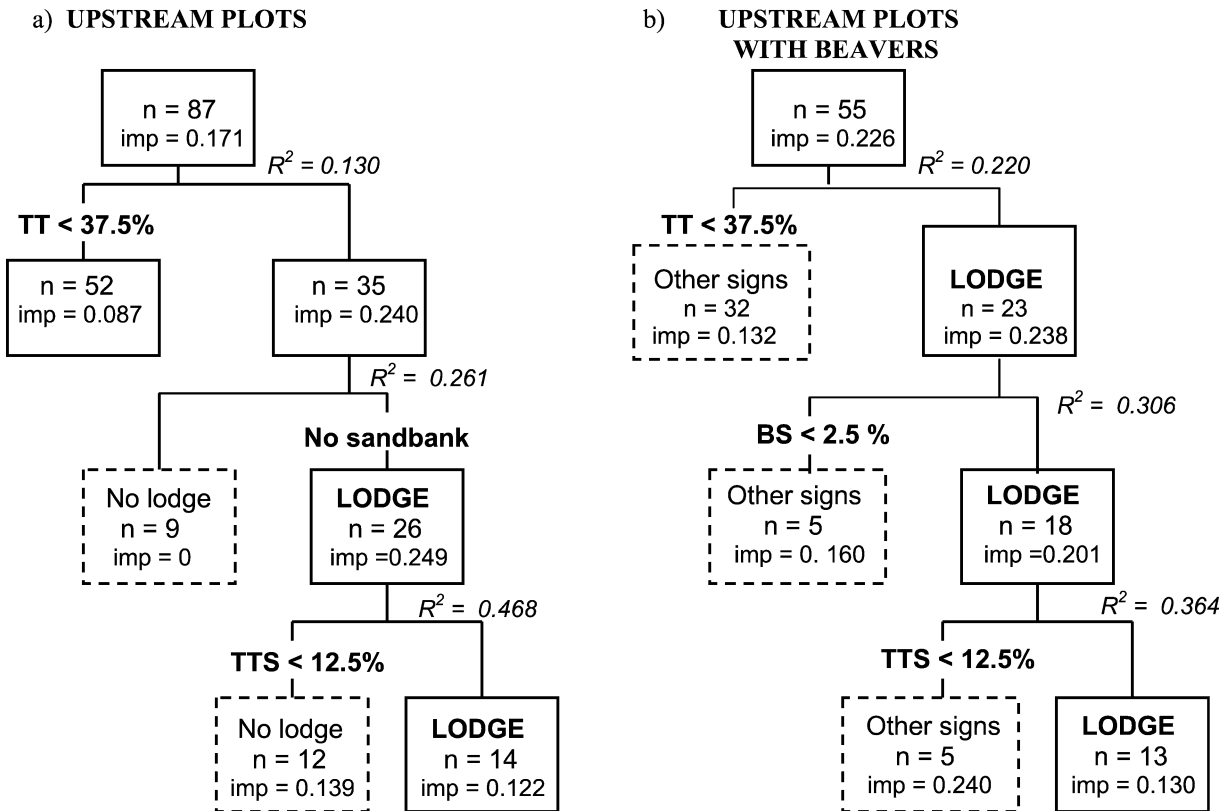 a) UPSTREAM PLOTS
n = 87
imp = 0.171
R² = 0.130
TT < 37.5%
n = 52
imp = 0.087
n = 35
imp = 0.240
R² = 0.261
No sandbank
No lodge
n = 9
imp = 0
LODGE
n = 26
imp =0.249
R² = 0.468
TTS < 12.5%
No lodge
n = 12
imp = 0.139
LODGE
n = 14
imp = 0.122
b) UPSTREAM PLOTS
WITH BEAVERS
n = 55
imp = 0.226
R² = 0.220
TT < 37.5%
Other signs
n = 32
imp = 0.132
LODGE
n = 23
imp = 0.238
R² = 0.306
BS < 2.5 %
Other signs
n = 5
imp = 0. 160
LODGE
n = 18
imp =0.201
R² = 0.364
TTS < 12.5%
Other signs
n = 5
imp = 0.240
LODGE
n = 13
imp = 0.130